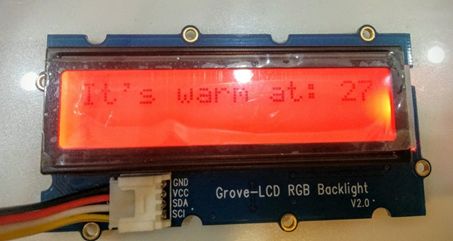 It's warm at: 27
GND
VCC
SDA
SCL
Grove-LCD RGB Backlight
V2.0